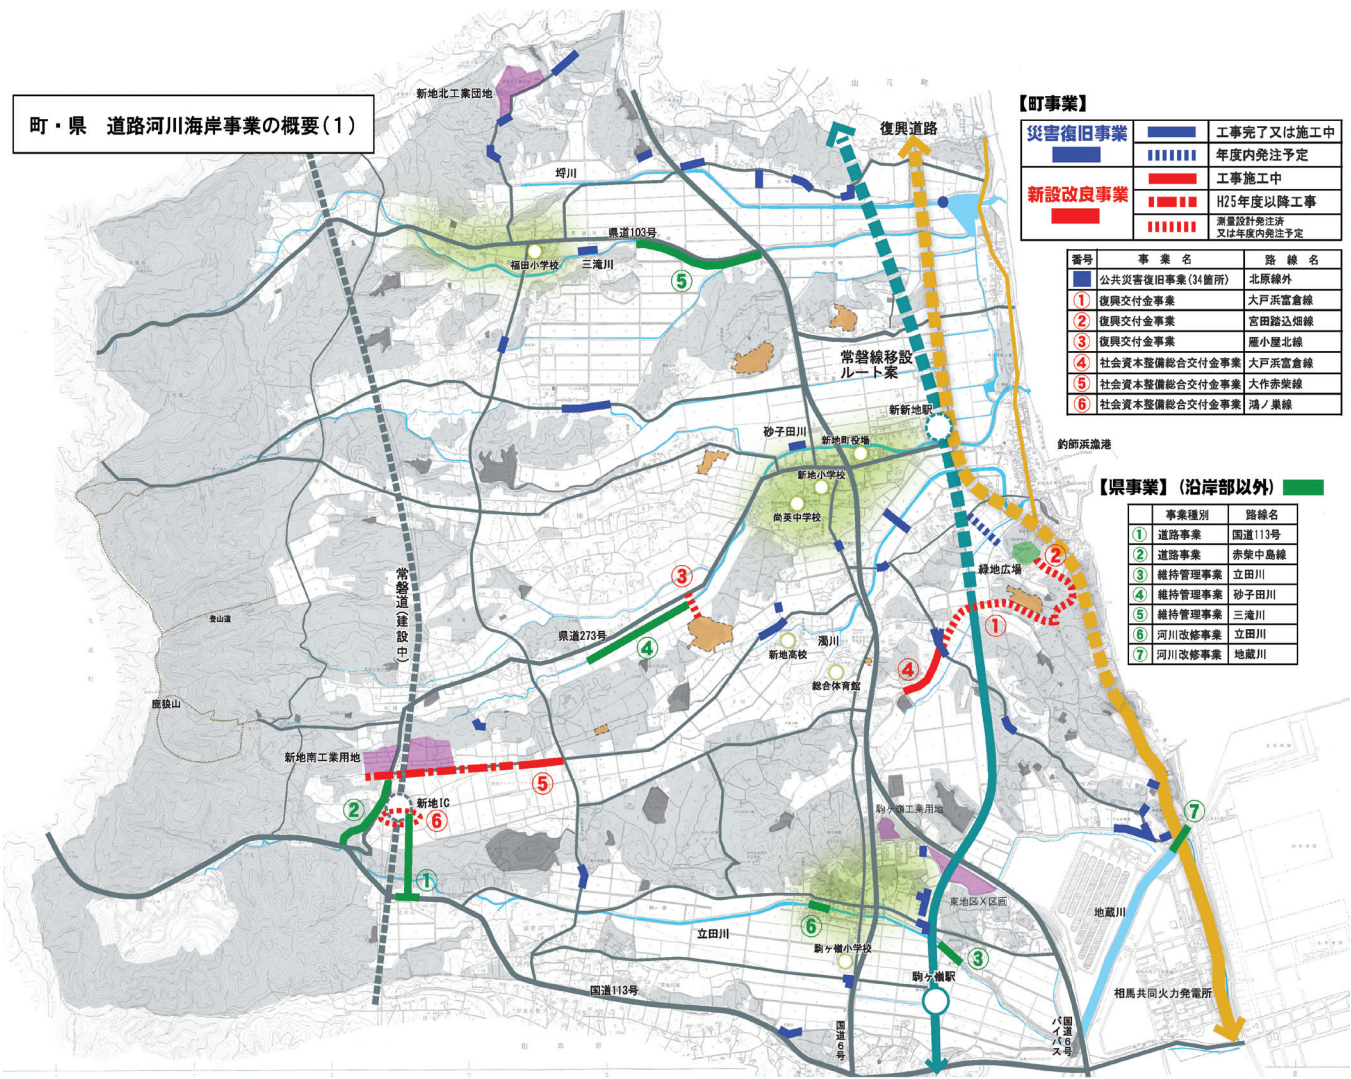 町・県　道路河川海岸事業の概要(1)
【町事業】
災害復旧事業
工事完了又は施工中
年度内発注予定
新設改良事業
工事施工中
H25年度以降工事
測量設計発注済
又は年度内発注予定
番号 事業名 路線名
公共災害復旧事業(34箇所) 北原線外
① 復興交付金事業 大戸浜富倉線
② 復興交付金事業 宮田踏込畑線
③ 復興交付金事業 雁小屋北線
④ 社会資本整備総合交付金事業 大戸浜富倉線
⑤ 社会資本整備総合交付金事業 大作赤柴線
⑥ 社会資本整備総合交付金事業 鴻ノ巣線
【県事業】(沿岸部以外)
事業種別 路線名
① 道路事業 国道113号
② 道路事業 赤柴中島線
③ 維持管理事業 立田川
④ 維持管理事業 砂子田川
⑤ 維持管理事業 三滝川
⑥ 河川改修事業 立田川
⑦ 河川改修事業 地蔵川
山元町
新地北工業団地
復興道路
埓川
県道103号
福田小学校
三滝川
⑤
常磐線移設
ルート案
新新地駅
砂子田川
新地町役場
釣師浜漁港
新地小学校
尚英中学校
緑地広場
②
③
常磐道(建設中)
登山道
県道273号
④
①
濁川
新地高校
④
総合体育館
鹿狼山
新地南工業用地
⑤
②
新地IC
⑥
駒ヶ嶺工業用地
⑦
①
東地区X区画
地蔵川
⑥
立田川
駒ヶ嶺小学校
③
駒ヶ嶺駅
国道113号
相馬共同火力発電所
国道6号
国道6号
バイパス
相馬市